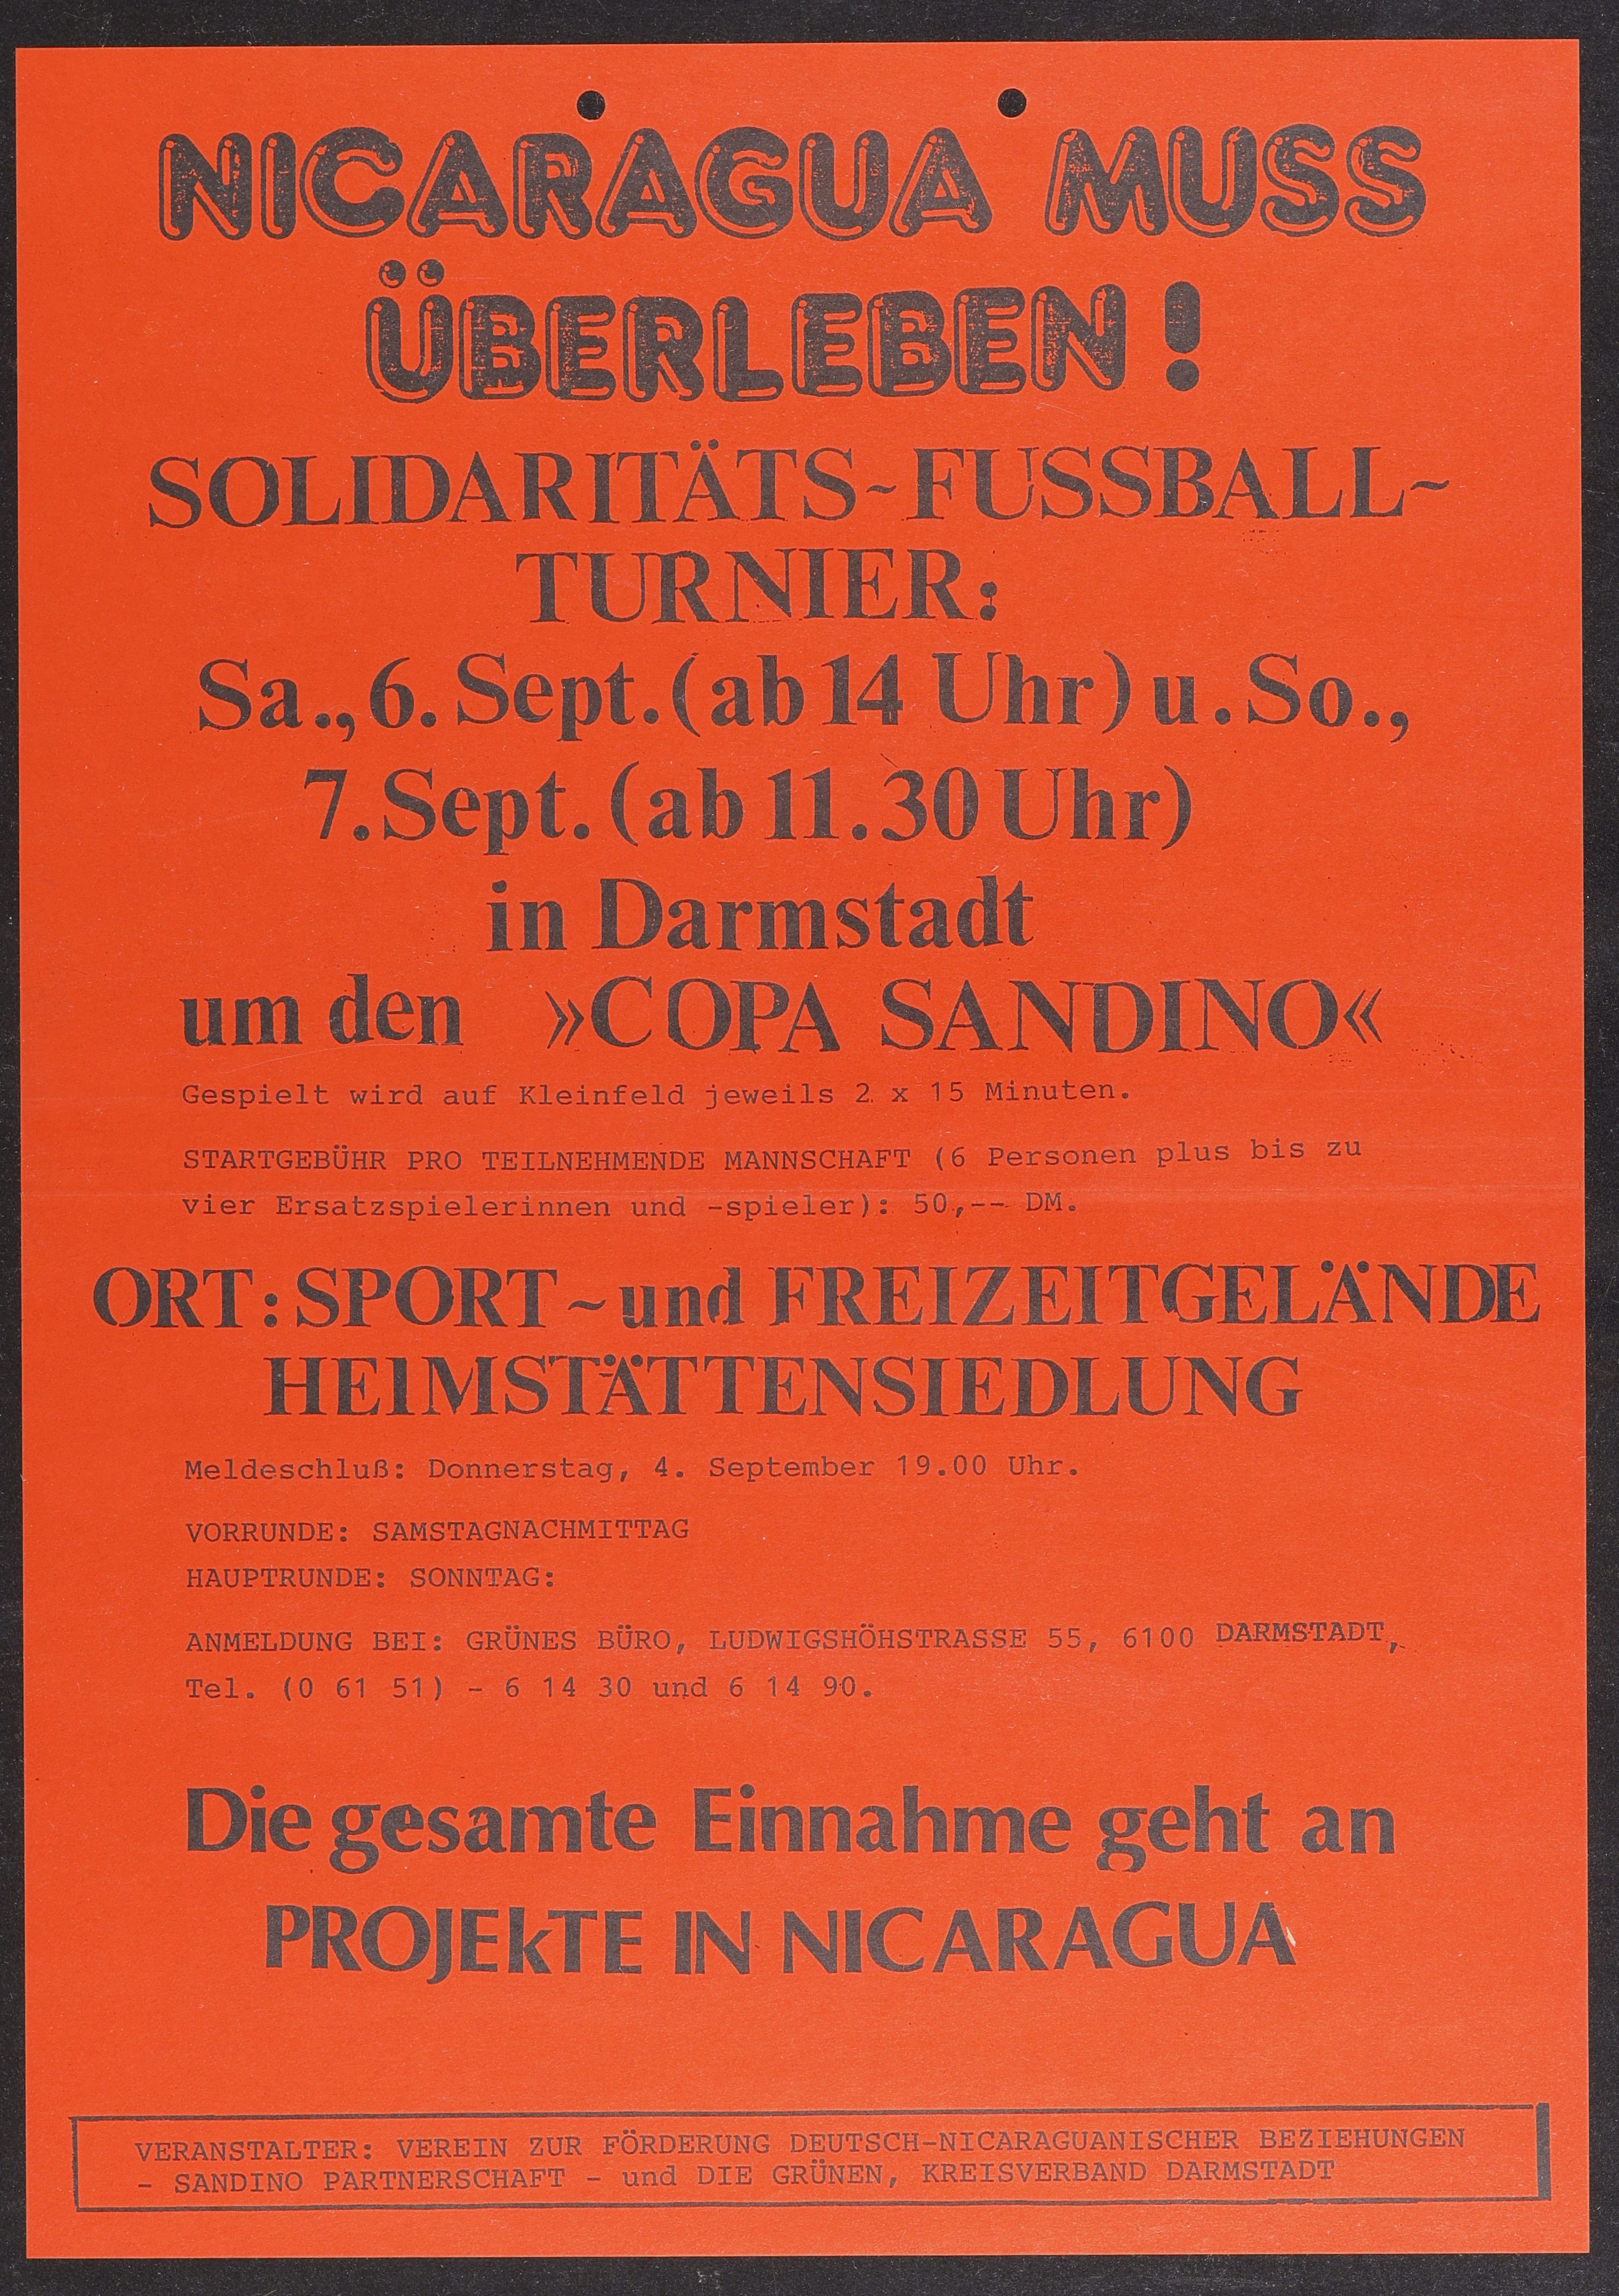 NICARAGUA MUSS
ÜBERLEBEN!
SOLIDARITÄTS-FUSSBALL-
TURNIER:
Sa., 6. Sept. (ab 14 Uhr) u. So.,
7. Sept. (ab 11.30 Uhr)
in Darmstadt
um den »COPA SANDINO«
Gespielt wird auf Kleinfeld jeweils 2 x 15 Minuten.
STARTGEBÜHR PRO TEILNEHMENDE MANNSCHAFT (6 Personen plus bis zu
vier Ersatzspielerinnen und -spieler): 50,-- DM.
ORT: SPORT- und FREIZEITGELÄNDE
HEIMSTÄTTENSIEDLUNG
Meldeschluß: Donnerstag, 4. September 19.00 Uhr.
VORRUNDE: SAMSTAGNACHMITTAG
HAUPTRUNDE: SONNTAG:
ANMELDUNG BEI: GRÜNES BÜRO, LUDWIGSHÖHSTRASSE 55, 6100 DARMSTADT,
Tel. (0 61 51) - 6 14 30 und 6 14 90.
Die gesamte Einnahme geht an
PROJEkTE IN NICARAGUA
VERANSTALTER: VEREIN ZUR FÖRDERUNG DEUTSCH-NICARAGUANISCHER BEZIEHUNGEN
- SANDINO PARTNERSCHAFT - und DIE GRÜNEN, KREISVERBAND DARMSTADT